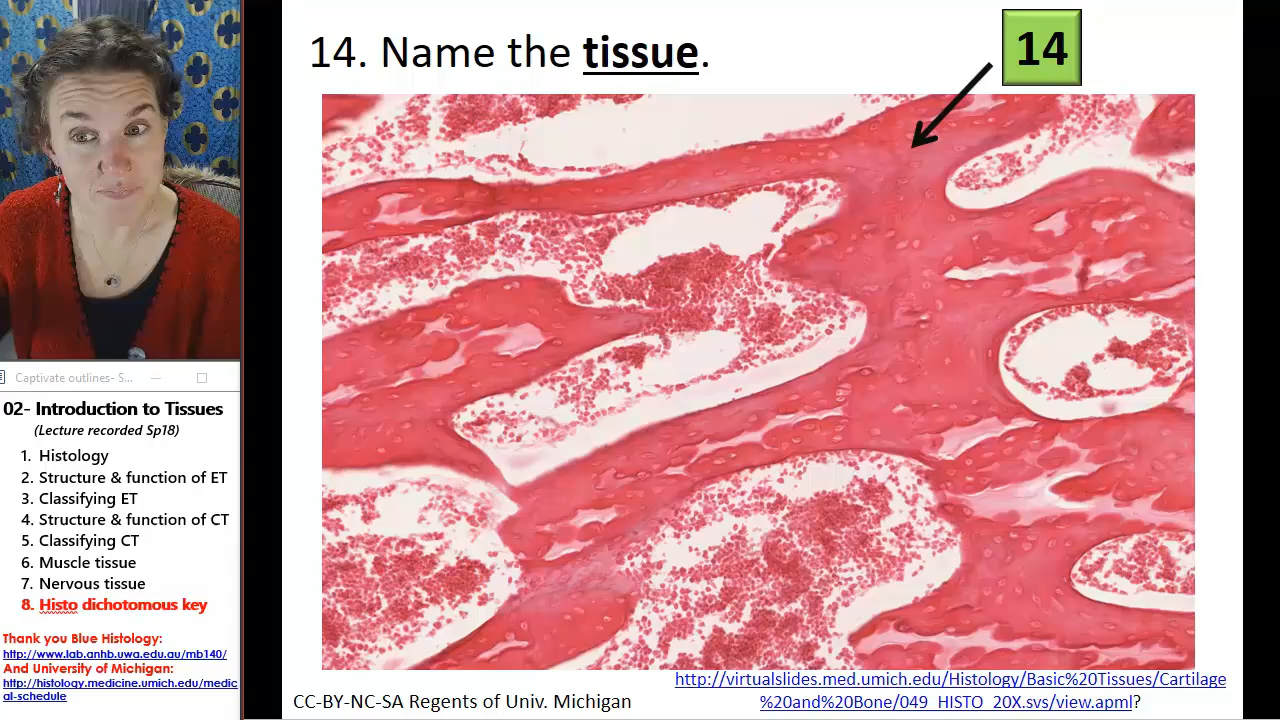 14. Name the tissue.
14
Captivate outlines- S...
02- Introduction to Tissues
(Lecture recorded Sp18)
1. Histology
2. Structure & function of ET
3. Classifying ET
4. Structure & function of CT
5. Classifying CT
6. Muscle tissue
7. Nervous tissue
8. Histo dichotomous key
Thank you Blue Histology:
http://www.lab.anhb.uwa.edu.au/mb140/
And University of Michigan:
http://histology.medicine.umich.edu/medic
al-schedule
CC-BY-NC-SA Regents of Univ. Michigan
http://virtualslides.med.umich.edu/Histology/Basic%20Tissues/Cartilage
%20and%20Bone/049_HISTO_20X.svs/view.apml?